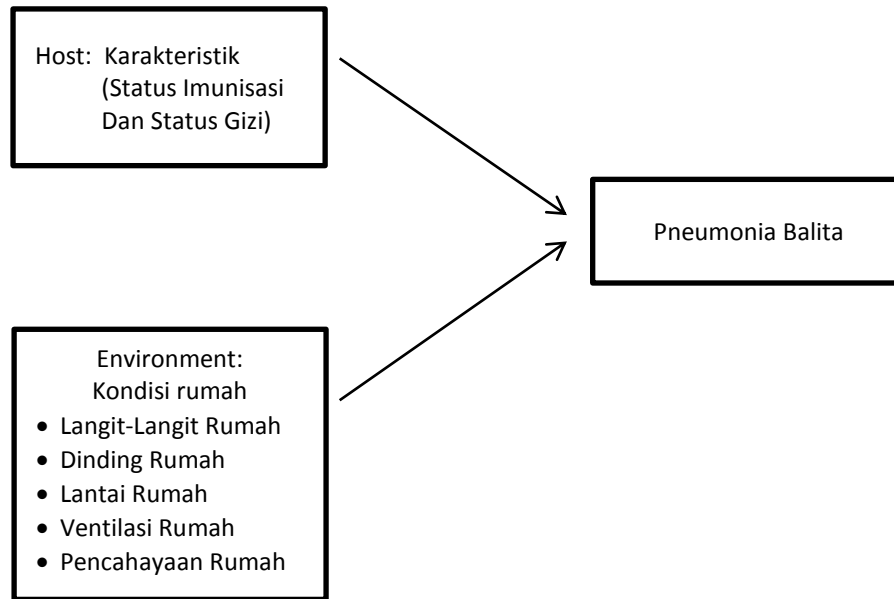 Host: Karakteristik
(Status Imunisasi
Dan Status Gizi)
Pneumonia Balita
Environment:
Kondisi rumah
• Langit-Langit Rumah
• Dinding Rumah
• Lantai Rumah
• Ventilasi Rumah
• Pencahayaan Rumah